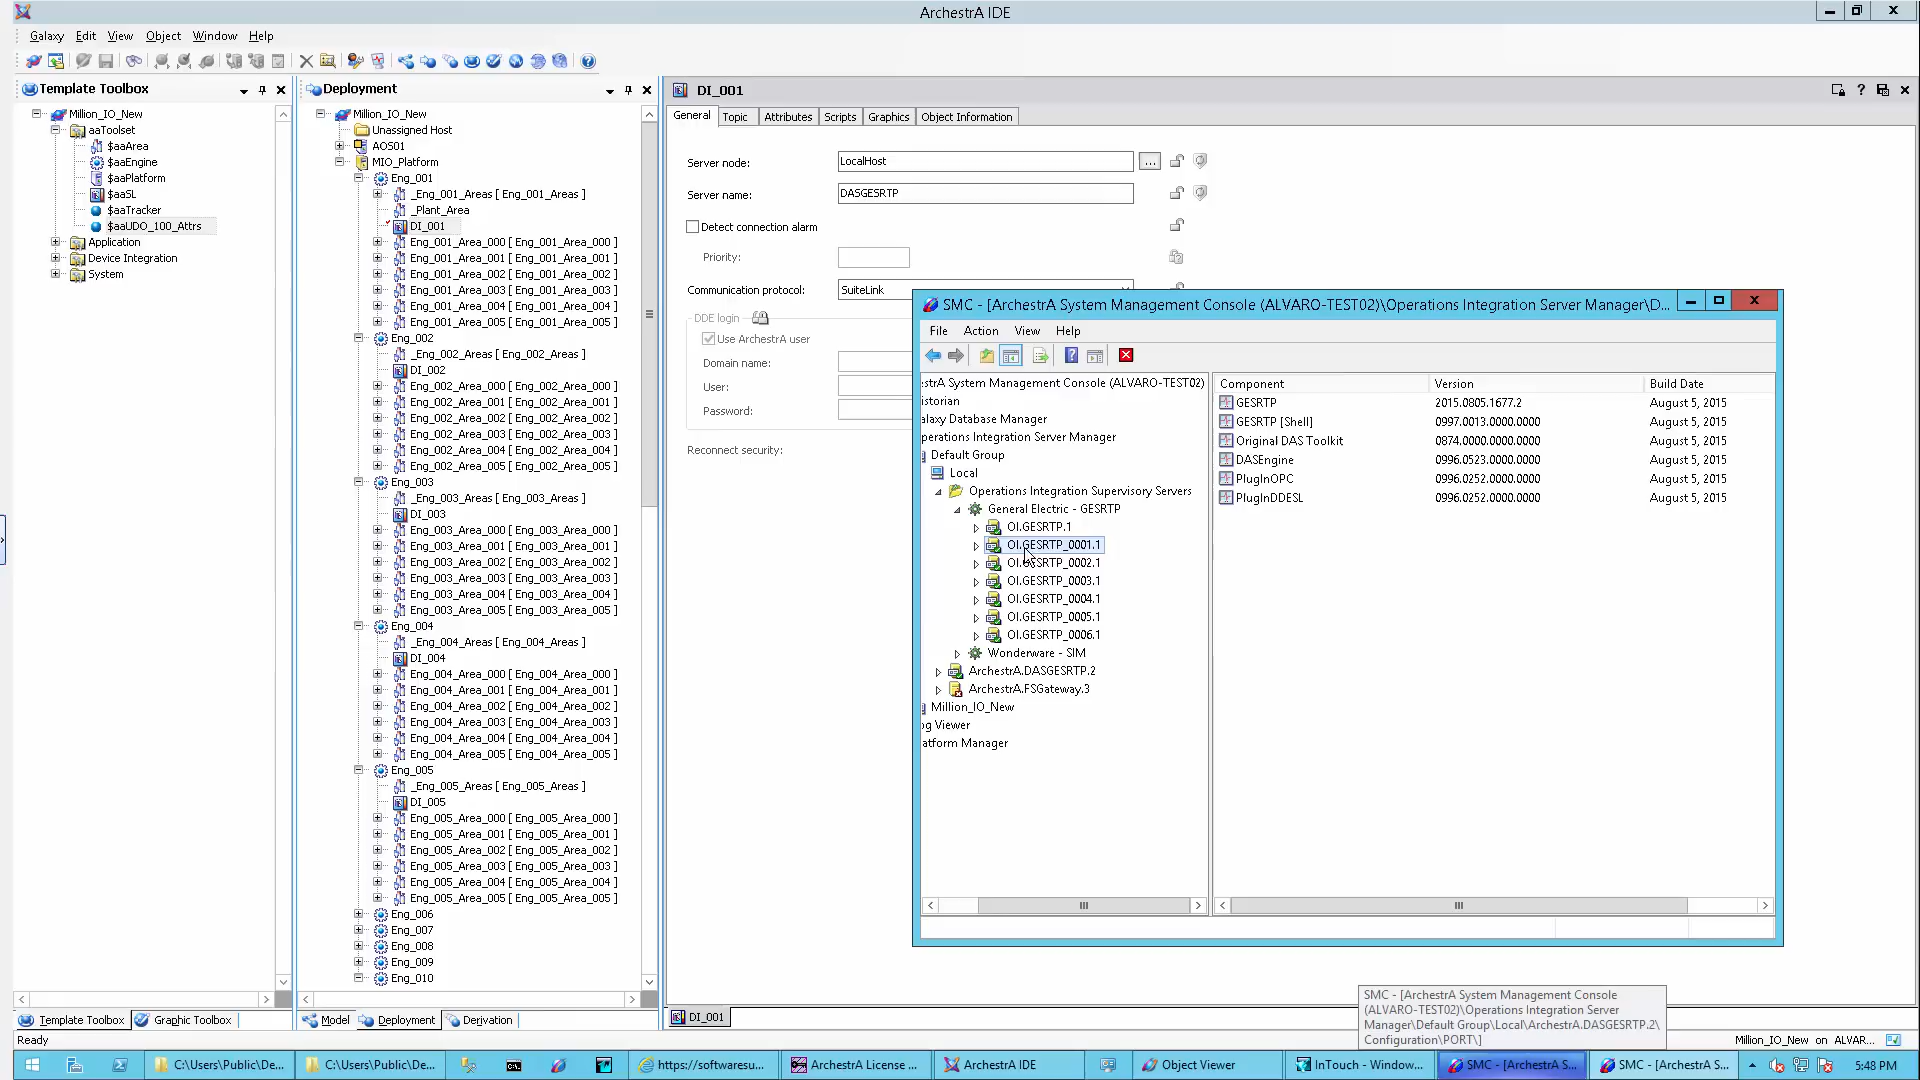 ArchestrA IDE
Galaxy Edit View Object Window Help
Template Toolbox
Million_IO_New
aaToolset
$aaArea
$aaEngine
$aaPlatform
$aaSL
$aaTracker
$aaUDO_100_Attrs
Application
Device Integration
System
Template Toolbox Graphic Toolbox
Ready
Deployment
Million_IO_New
Unassigned Host
AOS01
MIO_Platform
Eng_001
_Eng_001_Areas [ Eng_001_Areas ]
_Plant_Area
DI_001
Eng_001_Area_000 [ Eng_001_Area_000 ]
Eng_001_Area_001 [ Eng_001_Area_001 ]
Eng_001_Area_002 [ Eng_001_Area_002 ]
Eng_001_Area_003 [ Eng_001_Area_003 ]
Eng_001_Area_004 [ Eng_001_Area_004 ]
Eng_001_Area_005 [ Eng_001_Area_005 ]
Eng_002
_Eng_002_Areas [ Eng_002_Areas ]
DI_002
Eng_002_Area_000 [ Eng_002_Area_000 ]
Eng_002_Area_001 [ Eng_002_Area_001 ]
Eng_002_Area_002 [ Eng_002_Area_002 ]
Eng_002_Area_003 [ Eng_002_Area_003 ]
Eng_002_Area_004 [ Eng_002_Area_004 ]
Eng_002_Area_005 [ Eng_002_Area_005 ]
Eng_003
_Eng_003_Areas [ Eng_003_Areas ]
DI_003
Eng_003_Area_000 [ Eng_003_Area_000 ]
Eng_003_Area_001 [ Eng_003_Area_001 ]
Eng_003_Area_002 [ Eng_003_Area_002 ]
Eng_003_Area_003 [ Eng_003_Area_003 ]
Eng_003_Area_004 [ Eng_003_Area_004 ]
Eng_003_Area_005 [ Eng_003_Area_005 ]
Eng_004
_Eng_004_Areas [ Eng_004_Areas ]
DI_004
Eng_004_Area_000 [ Eng_004_Area_000 ]
Eng_004_Area_001 [ Eng_004_Area_001 ]
Eng_004_Area_002 [ Eng_004_Area_002 ]
Eng_004_Area_003 [ Eng_004_Area_003 ]
Eng_004_Area_004 [ Eng_004_Area_004 ]
Eng_004_Area_005 [ Eng_004_Area_005 ]
Eng_005
_Eng_005_Areas [ Eng_005_Areas ]
DI_005
Eng_005_Area_000 [ Eng_005_Area_000 ]
Eng_005_Area_001 [ Eng_005_Area_001 ]
Eng_005_Area_002 [ Eng_005_Area_002 ]
Eng_005_Area_003 [ Eng_005_Area_003 ]
Eng_005_Area_004 [ Eng_005_Area_004 ]
Eng_005_Area_005 [ Eng_005_Area_005 ]
Eng_006
Eng_007
Eng_008
Eng_009
Eng_010
Model Deployment Derivation
DI_001
General Topic Attributes Scripts Graphics Object Information
Server node: LocalHost ...
Server name: DASGESRTP
Detect connection alarm
Priority:
Communication protocol: SuiteLink
DDE login
Use ArchestrA user
Domain name:
User:
Password:
Reconnect security:
DI_001
SMC - [ArchestrA System Management Console (ALVARO-TEST02)\Operations Integration Server Manager\D...
File Action View Help
estrA System Management Console (ALVARO-TEST02)
istorian
alaxy Database Manager
perations Integration Server Manager
Default Group
Local
Operations Integration Supervisory Servers
General Electric - GESRTP
OI.GESRTP.1
OI.GESRTP_0001.1
OI.GESRTP_0002.1
OI.GESRTP_0003.1
OI.GESRTP_0004.1
OI.GESRTP_0005.1
OI.GESRTP_0006.1
Wonderware - SIM
ArchestrA.DASGESRTP.2
ArchestrA.FSGateway.3
Million_IO_New
og Viewer
atform Manager
Component Version Build Date
GESRTP 2015.0805.1677.2 August 5, 2015
GESRTP [Shell] 0997.0013.0000.0000 August 5, 2015
Original DAS Toolkit 0874.0000.0000.0000 August 5, 2015
DASEngine 0996.0523.0000.0000 August 5, 2015
PlugInOPC 0996.0252.0000.0000 August 5, 2015
PlugInDDESL 0996.0252.0000.0000 August 5, 2015
SMC - [ArchestrA System Management Console
(ALVARO-TEST02)\Operations Integration Server
Manager\Default Group\Local\ArchestrA.DASGESRTP.2\
Configuration\PORT\]
Million_IO_New on ALVAR...
C:\Users\Public\De... C:\Users\Public\De... https://softwaresu... ArchestrA License ... ArchestrA IDE Object Viewer InTouch - Window... SMC - [ArchestrA S... SMC - [ArchestrA S... 5:48 PM